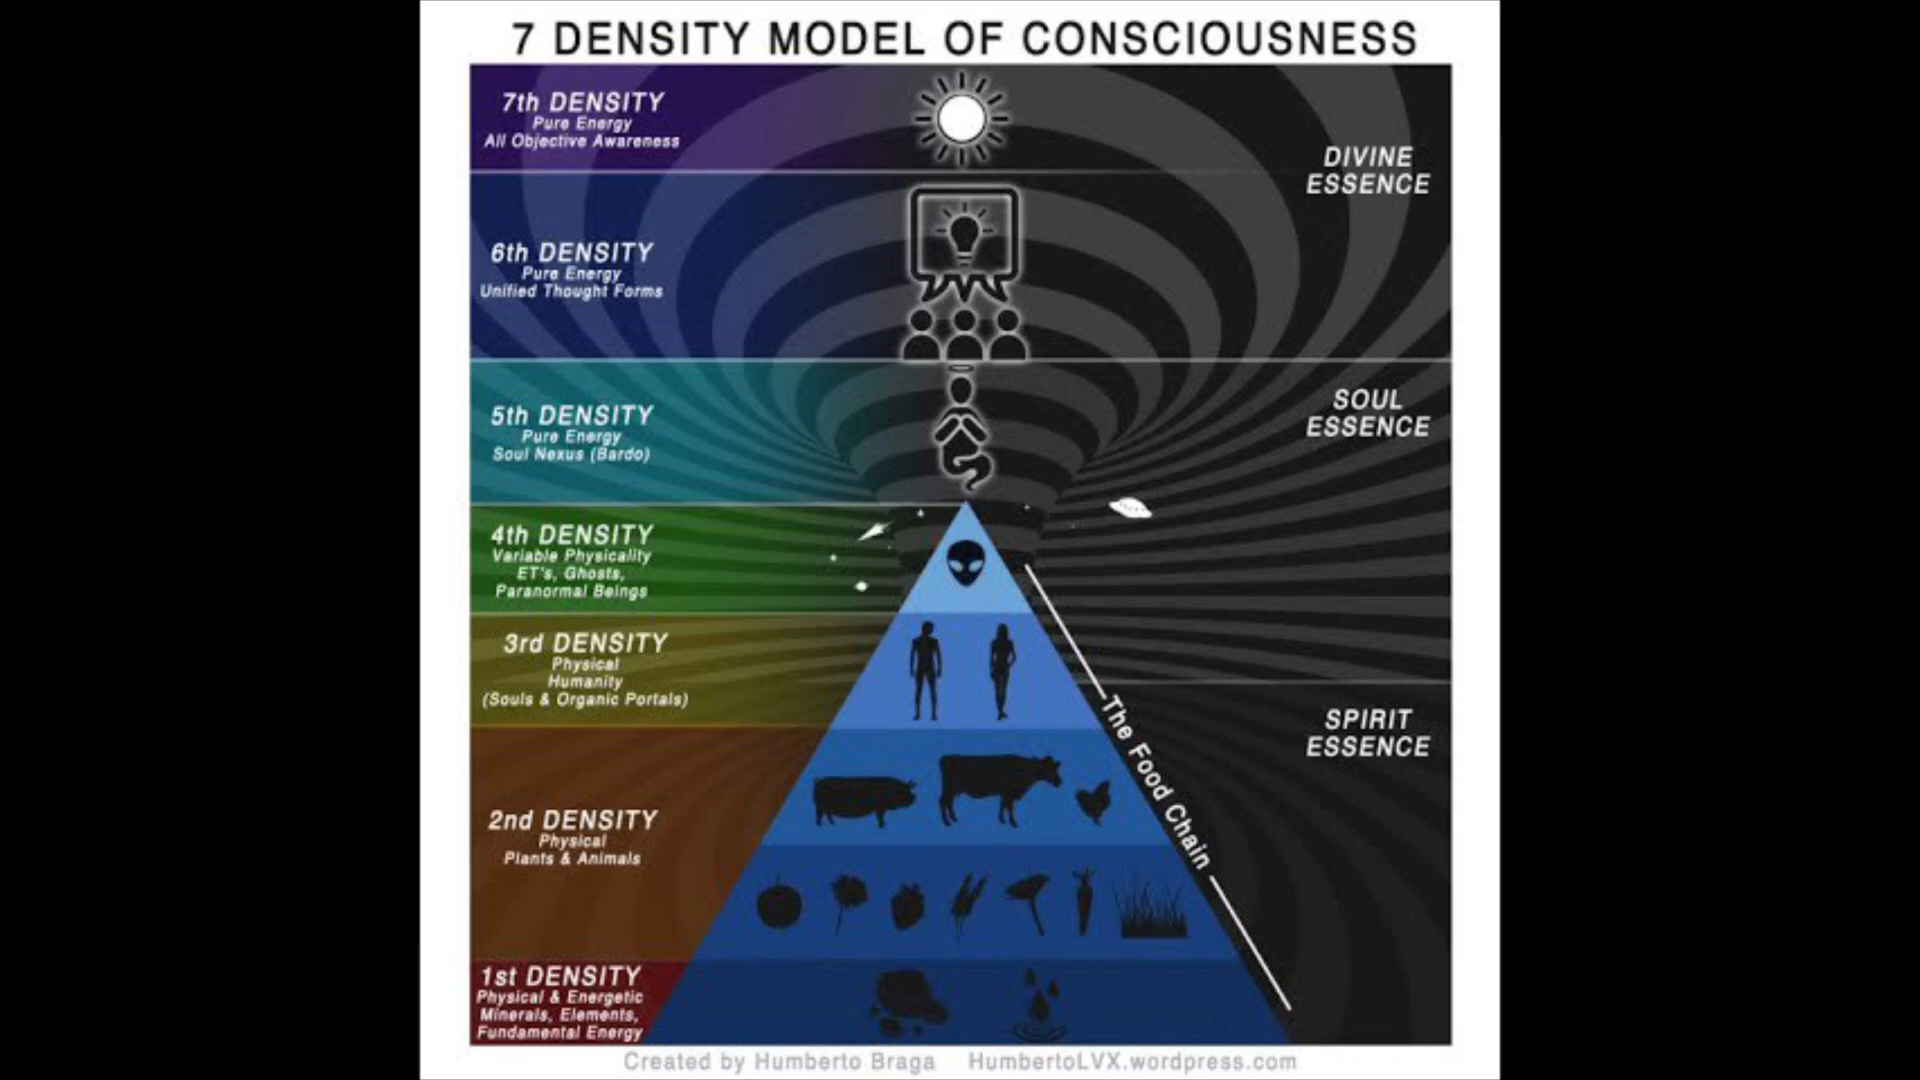 7 DENSITY MODEL OF CONSCIOUSNESS
7th DENSITY
Pure Energy
All Objective Awareness
DIVINE
ESSENCE
6th DENSITY
Pure Energy
Unified Thought Forms
5th DENSITY
Pure Energy
Soul Nexus (Bardo)
SOUL
ESSENCE
4th DENSITY
Variable Physicality
ET's, Ghosts,
Paranormal Beings
3rd DENSITY
Physical
Humanity
(Souls & Organic Portals)
SPIRIT
ESSENCE
The Food Chain
2nd DENSITY
Physical
Plants & Animals
1st DENSITY
Physical & Energetic
Minerals, Elements,
Fundamental Energy
Created by Humberto Braga HumbertoLVX.wordpress.com